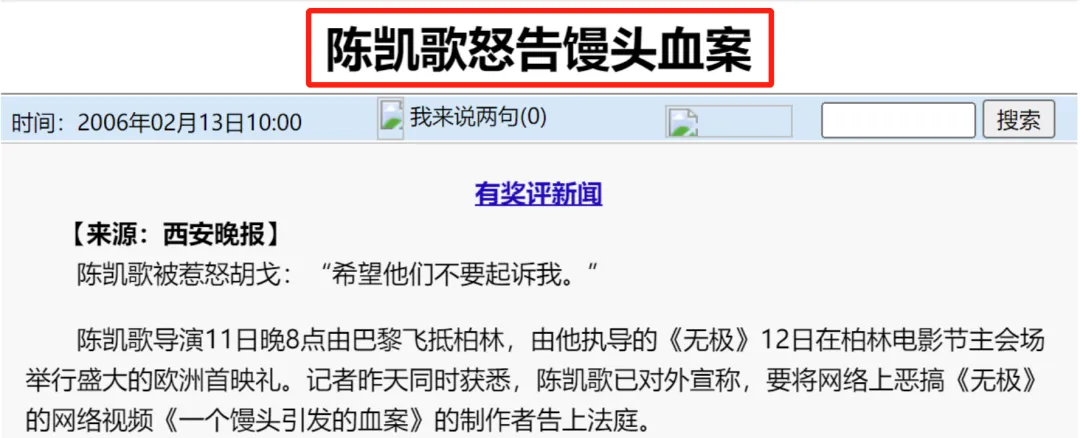 陈凯歌怒告馒头血案
时间：2006年02月13日10:00 我来说两句(0) 搜索
有奖评新闻
【来源：西安晚报】
陈凯歌被惹怒胡戈：“希望他们不要起诉我。”
陈凯歌导演11日晚8点由巴黎飞抵柏林，由他执导的《无极》12日在柏林电影节主会场
举行盛大的欧洲首映礼。记者昨天同时获悉，陈凯歌已对外宣称，要将网络上恶搞《无极》
的网络视频《一个馒头引发的血案》的制作者告上法庭。